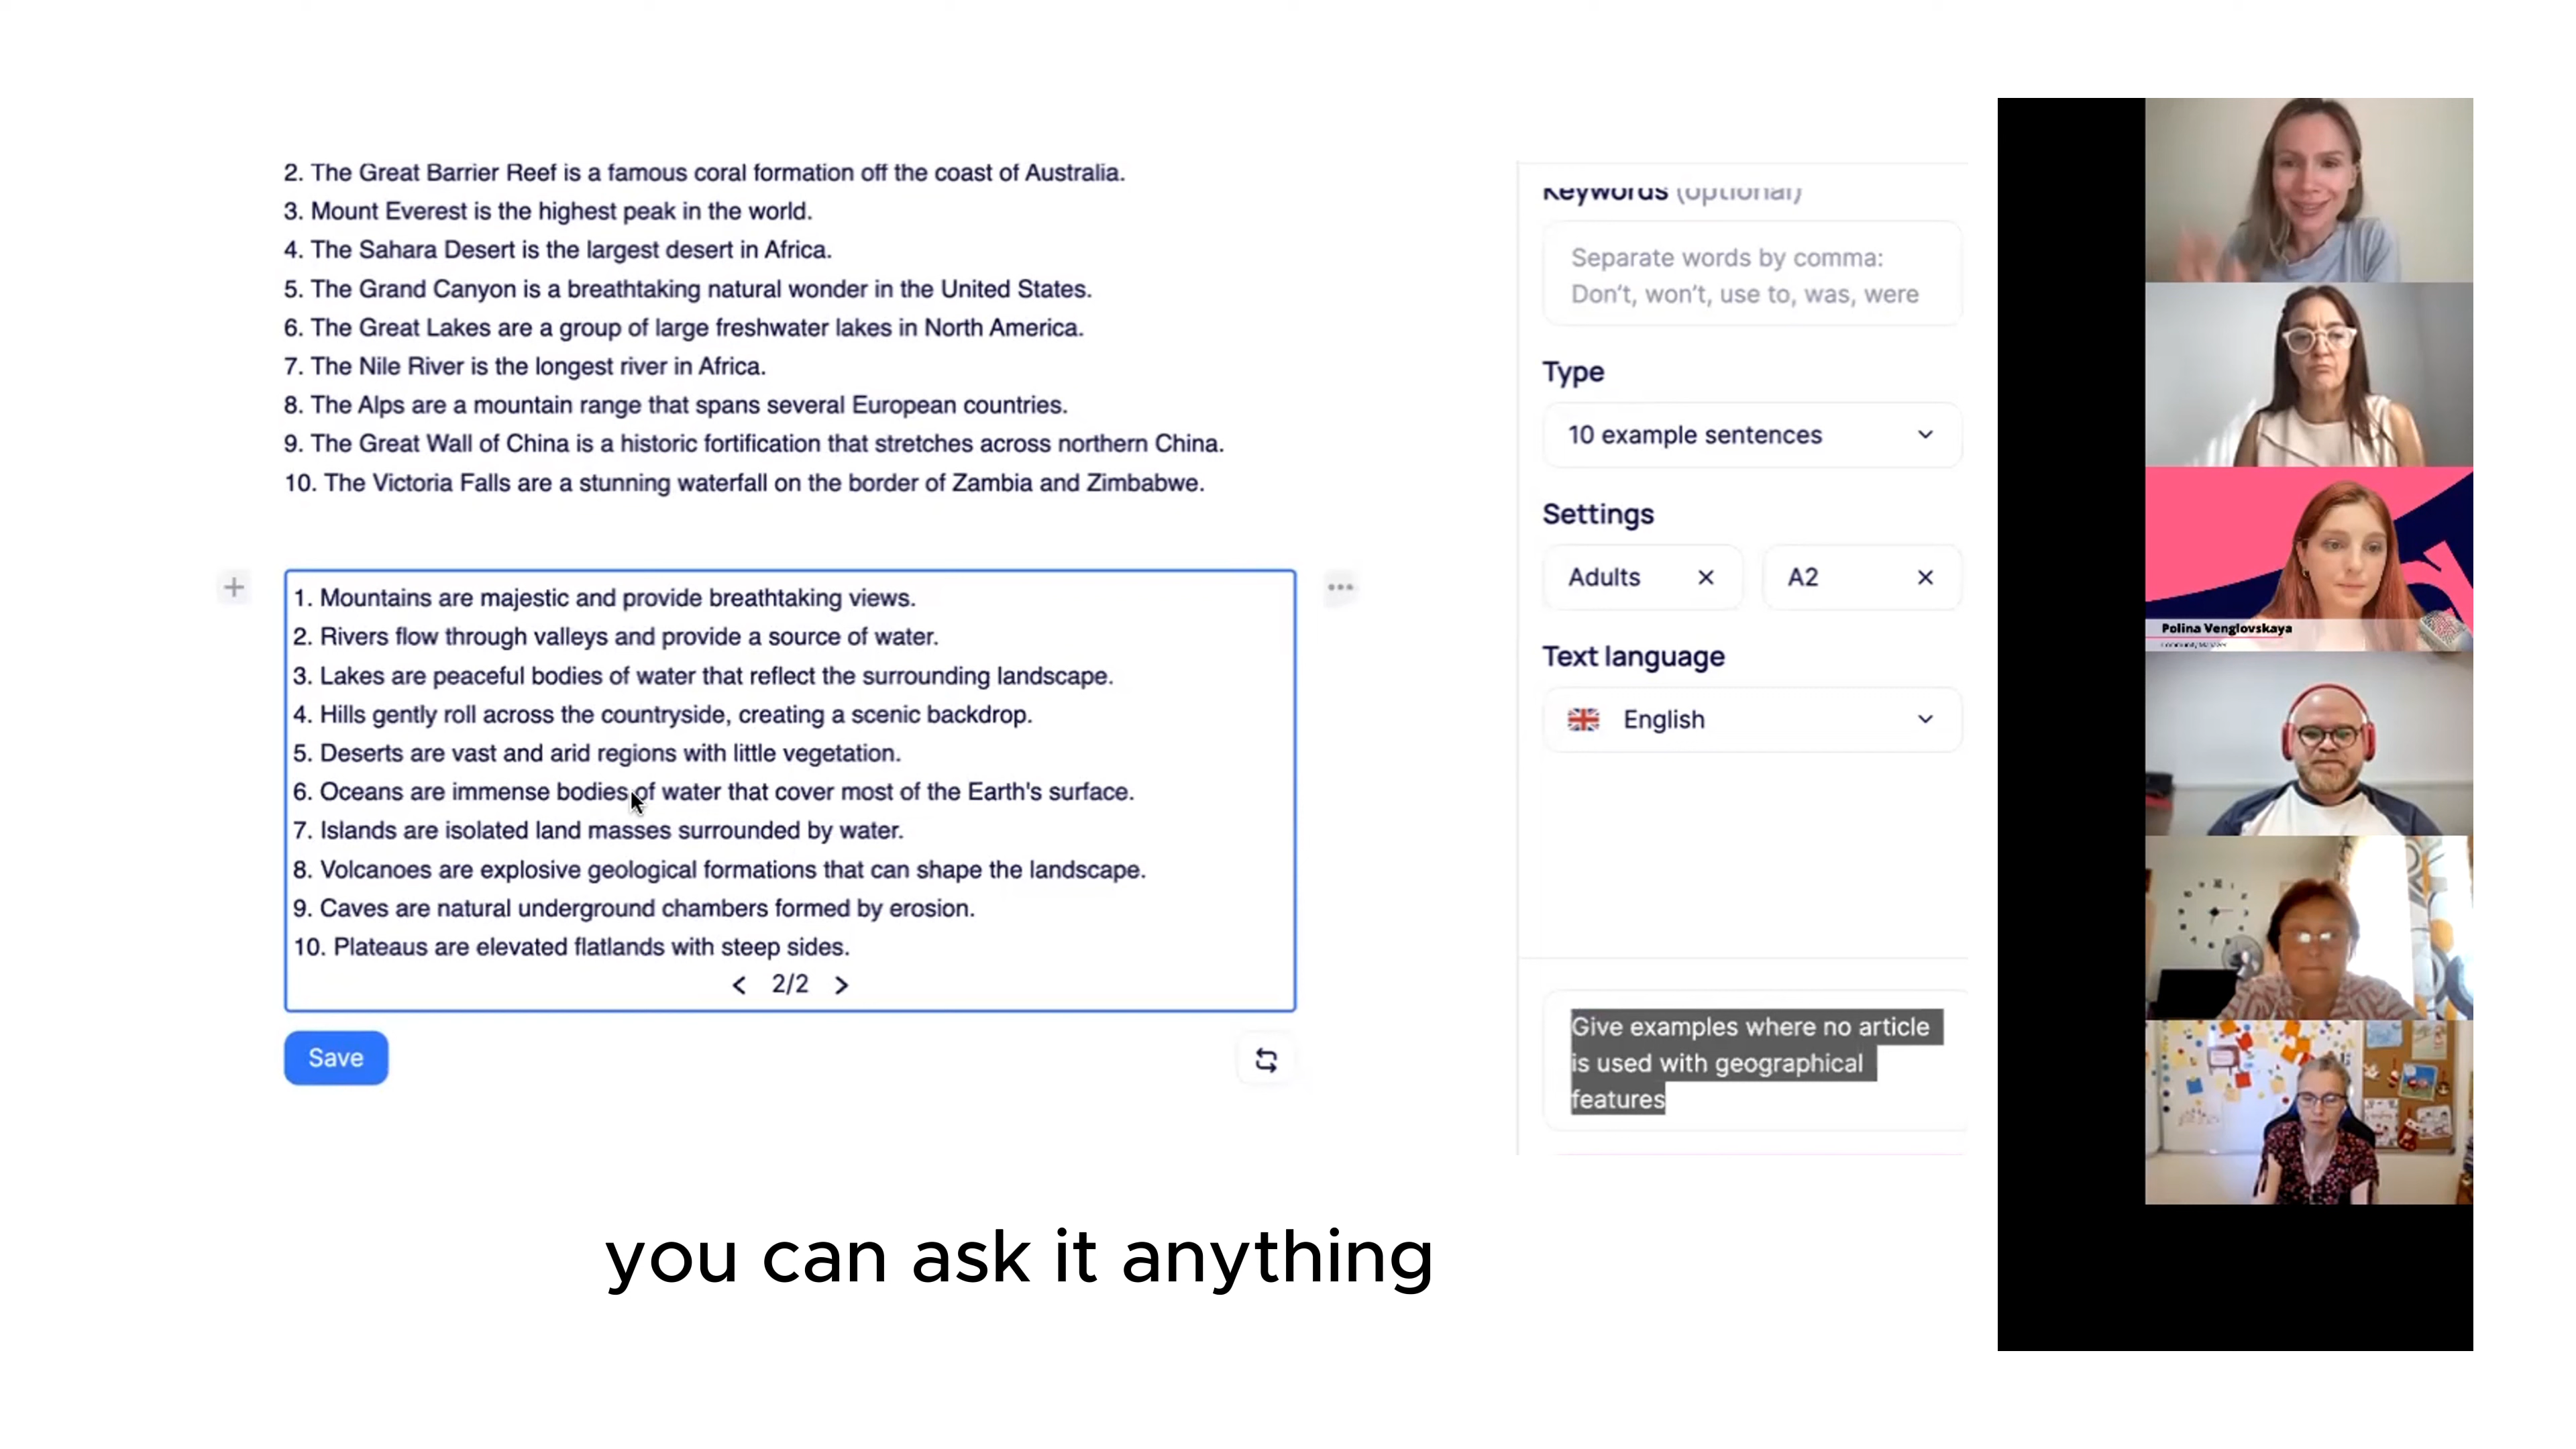 2. The Great Barrier Reef is a famous coral formation off the coast of Australia.
3. Mount Everest is the highest peak in the world.
4. The Sahara Desert is the largest desert in Africa.
5. The Grand Canyon is a breathtaking natural wonder in the United States.
6. The Great Lakes are a group of large freshwater lakes in North America.
7. The Nile River is the longest river in Africa.
8. The Alps are a mountain range that spans several European countries.
9. The Great Wall of China is a historic fortification that stretches across northern China.
10. The Victoria Falls are a stunning waterfall on the border of Zambia and Zimbabwe.
1. Mountains are majestic and provide breathtaking views.
2. Rivers flow through valleys and provide a source of water.
3. Lakes are peaceful bodies of water that reflect the surrounding landscape.
4. Hills gently roll across the countryside, creating a scenic backdrop.
5. Deserts are vast and arid regions with little vegetation.
6. Oceans are immense bodies of water that cover most of the Earth's surface.
7. Islands are isolated land masses surrounded by water.
8. Volcanoes are explosive geological formations that can shape the landscape.
9. Caves are natural underground chambers formed by erosion.
10. Plateaus are elevated flatlands with steep sides.
< 2/2 >
Save
Keywords (optional)
Separate words by comma:
Don't, won't, use to, was, were
Type
10 example sentences
Settings
Adults
A2
Text language
English
Give examples where no article
is used with geographical
features
Polina Venglovskaya
Community Manager
you can ask it anything